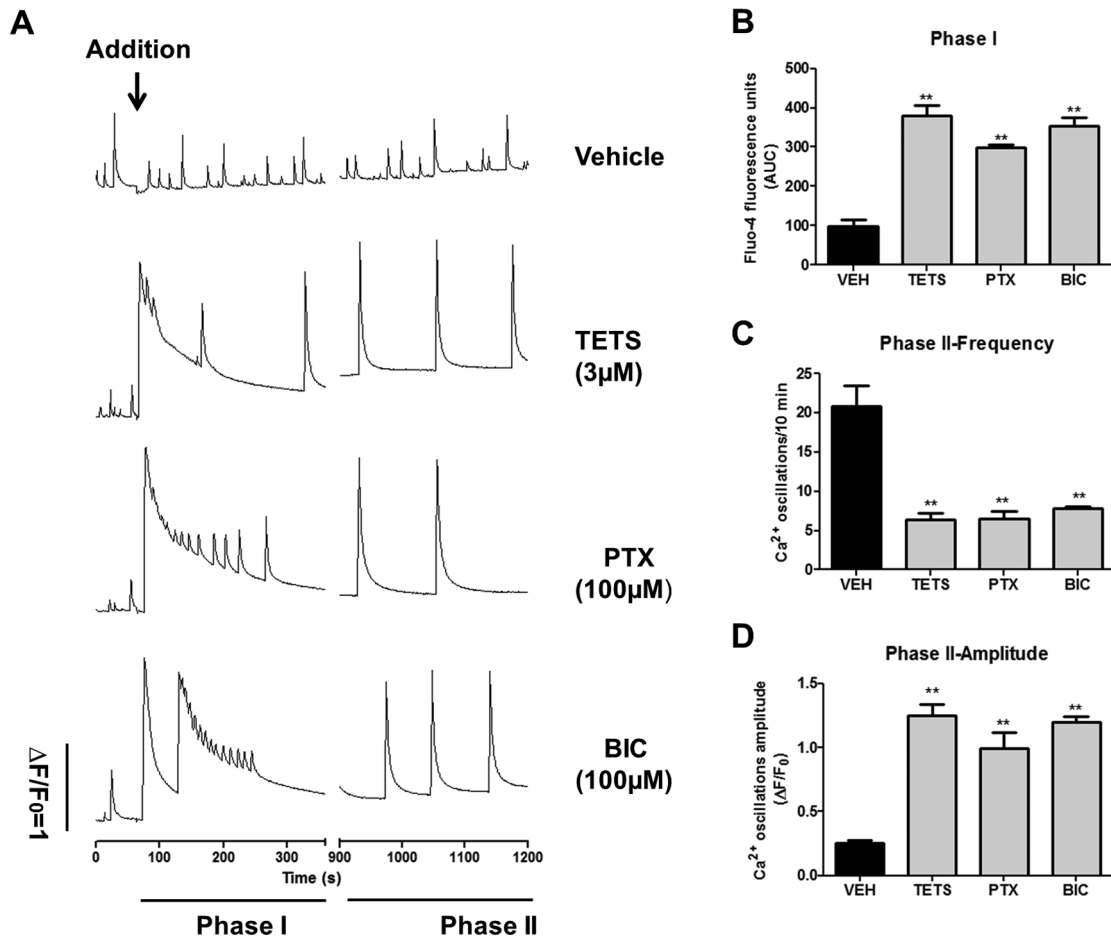 A
Addition
Vehicle
TETS
(3µM)
PTX
(100µM)
BIC
(100µM)
ΔF/F₀=1
0 100 200 300 900 1000 1100 1200
Time (s)
Phase I Phase II
B
Phase I
Fluo-4 fluorescence units
(AUC)
500
400
300
200
100
0
** ** **
VEH TETS PTX BIC
C
Phase II-Frequency
Ca²⁺ oscillations/10 min
25
20
15
10
5
0
** ** **
VEH TETS PTX BIC
D
Phase II-Amplitude
Ca²⁺ oscillations amplitude
(ΔF/F₀)
1.5
1.0
0.5
0.0
** ** **
VEH TETS PTX BIC